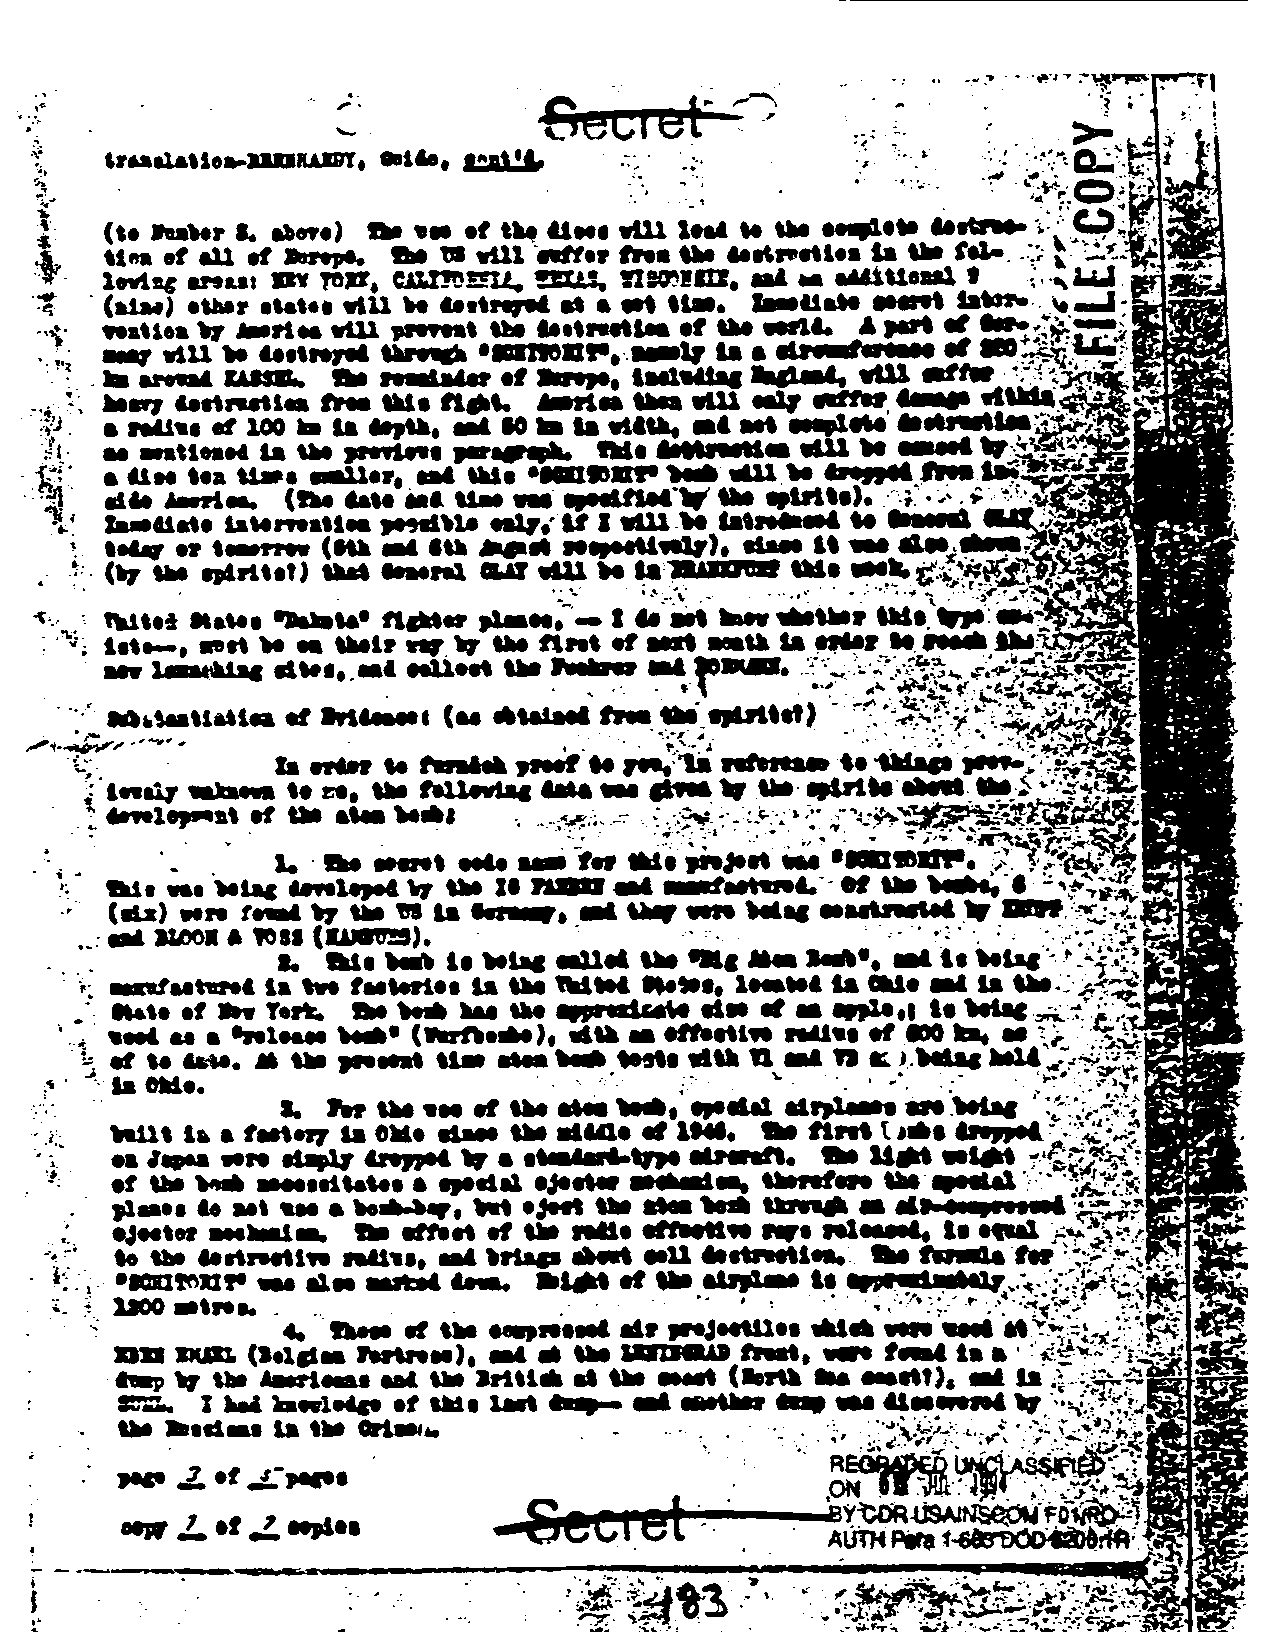 Secret
translation-BERNHARDY, Guido, cont'd.
FILE COPY
(to Number 2. above) The use of the discs will lead to the complete destruc-
tion of all of Europe. The US will suffer from the destruction in the fol-
lowing areas: NEW YORK, CALIFORNIA, TEXAS, WISCONSIN, and an additional 9
(nine) other states will be destroyed at a set time. Immediate secret inter-
vention by America will prevent the destruction of the world. A part of Ger-
many will be destroyed through "SCHITORIT", namely in a circumference of
km around KASSEL. The remainder of Europe, including England, will suffer
heavy destruction from this fight. America then will only suffer damage within
a radius of 100 km in depth, and 50 km in width, and not complete destruction
as mentioned in the previous paragraph. This destruction will be caused by
a disc ten times smaller, and this "SCHITORIT" bomb will be dropped from in-
side America. (The date and time was specified by the spirits).
Immediate intervention possible only, if I will be introduced to General CLAY
today or tomorrow (5th and 6th August respectively), since it was also shown
(by the spirits?) that General CLAY will be in FRANKFURT this week.
United States "Dakota" fighter planes, -- I do not know whether this type ex-
ists--, must be on their way by the first of next month in order to reach the
new launching sites, and collect the Fuehrer and BORMANN.
Substantiation of Evidence: (as obtained from the spirits?)
In order to furnish proof to you, in reference to things prev-
iously unknown to me, the following data was given by the spirits about the
development of the atom bomb:
1. The secret code name for this project was "SCHITORIT".
This was being developed by the IG FARBEN and manufactured. Of the bombs, 6
(six) were found by the US in Germany, and they were being constructed by KRUPP
and BLOOM & VOSS (HAMBURG).
2. This bomb is being called the "Big Atom Bomb", and is being
manufactured in two factories in the United States, located in Ohio and in the
State of New York. The bomb has the approximate size of an apple,; is being
used as a "release bomb" (Wurfbombe), with an effective radius of km, as
of to date. At the present time atom bomb tests with V1 and V2 being held
in Ohio.
3. For the use of the atom bomb, special airplanes are being
built in a factory in Ohio since the middle of 1946. The first bombs dropped
on Japan were simply dropped by a standard-type aircraft. The light weight
of the bomb necessitates a special ejector mechanism, therefore the special
planes do not use a bomb-bay, but eject the atom bomb through an air-compressed
ejector mechanism. The effect of the radio effective rays released, is equal
to the destructive radius, and brings about cell destruction. The formula for
"SCHITORIT" was also marked down. Height of the airplane is approximately
1200 metres.
4. Those of the compressed air projectiles which were used at
EBEN EMAEL (Belgian Fortress), and at the LENINGRAD front, were found in a
dump by the Americans and the British at the coast (North Sea coast?), and in
SUHL. I had knowledge of this last dump-- and another dump was discovered by
the Russians in the Crimea.
page 3 of 5 pages
copy 1 of 2 copies
Secret
REGRADED UNCLASSIFIED
ON JUL 1994
BY CDR USAINSCOM FOI/PO
AUTH Para 1-603 DOD 5200.1R
483